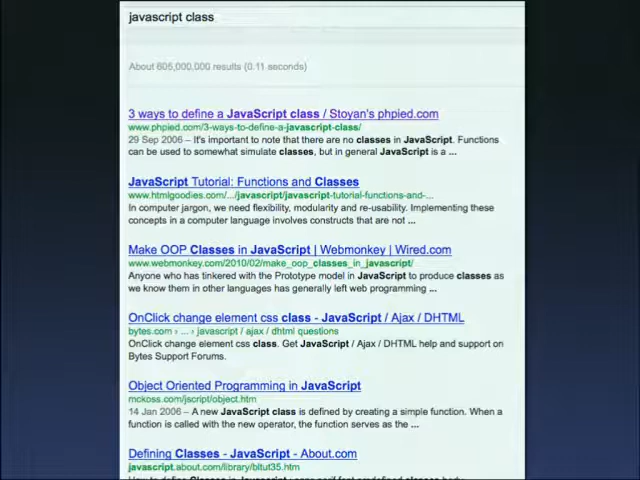 javascript class
About 605,000,000 results (0.11 seconds)
3 ways to define a JavaScript class / Stoyan's phpied.com
www.phpied.com/3-ways-to-define-a-javascript-class/
29 Sep 2006 – It's important to note that there are no classes in JavaScript. Functions
can be used to somewhat simulate classes, but in general JavaScript is a ...
JavaScript Tutorial: Functions and Classes
www.htmlgoodies.com/.../javascript/javascript-tutorial-functions-and-...
In computer jargon, we need flexibility, modularity and re-usability. Implementing these
concepts in a computer language involves constructs that are not ...
Make OOP Classes in JavaScript | Webmonkey | Wired.com
www.webmonkey.com/2010/02/make_oop_classes_in_javascript/
Anyone who has tinkered with the Prototype model in JavaScript to produce classes as
we know them in other languages has generally left web programming ...
OnClick change element css class - JavaScript / Ajax / DHTML
bytes.com › ... › javascript / ajax / dhtml questions
OnClick change element css class. Get JavaScript / Ajax / DHTML help and support on
Bytes Support Forums.
Object Oriented Programming in JavaScript
mckoss.com/jscript/object.htm
14 Jan 2006 – A new JavaScript class is defined by creating a simple function. When a
function is called with the new operator, the function serves as the ...
Defining Classes - JavaScript - About.com
javascript.about.com/library/bltut35.htm